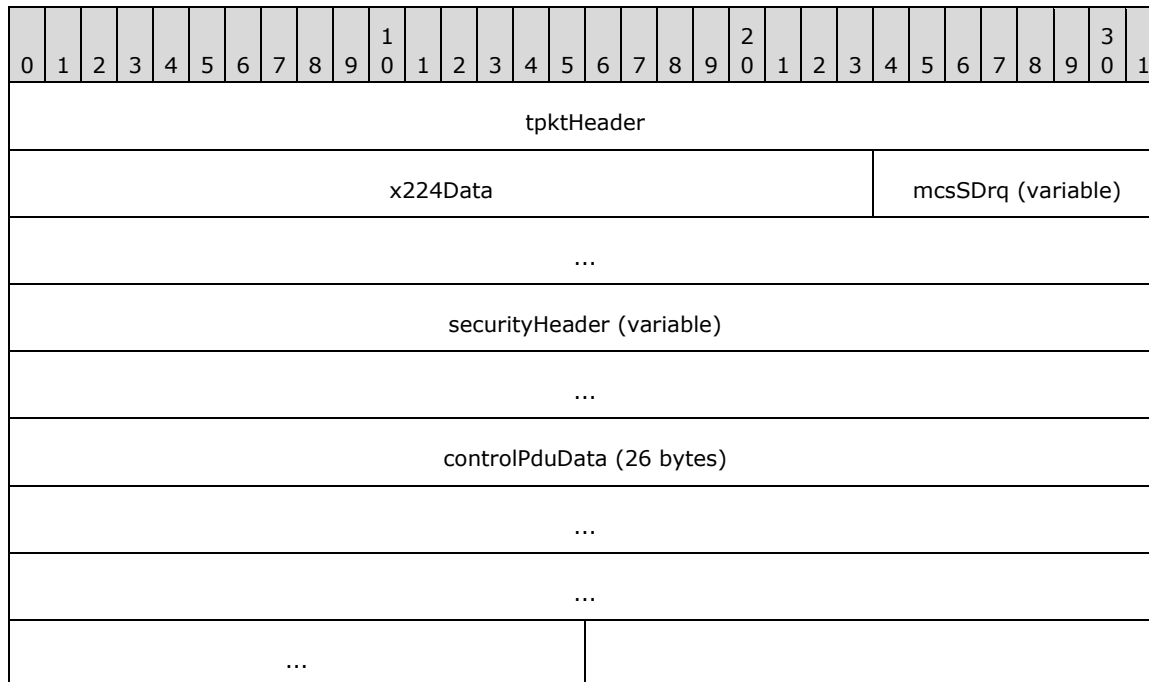 1 2 3
0 1 2 3 4 5 6 7 8 9 0 1 2 3 4 5 6 7 8 9 0 1 2 3 4 5 6 7 8 9 0 1
tpktHeader
x224Data mcsSDrq (variable)
...
securityHeader (variable)
...
controlPduData (26 bytes)
...
...
...